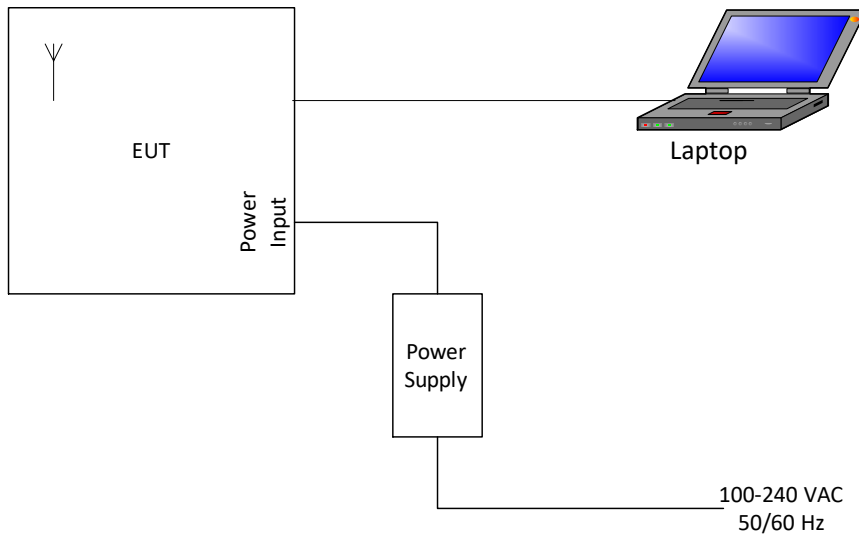 EUT
Power
Input
Laptop
Power
Supply
100-240 VAC
50/60 Hz